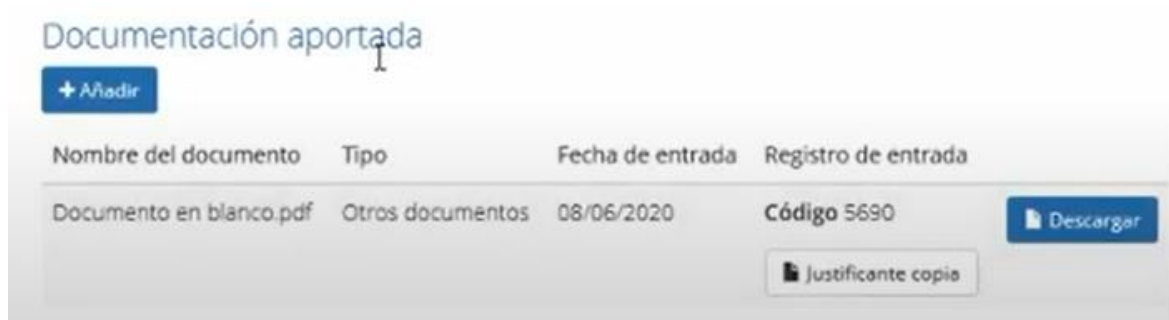 Documentación aportada
+ Añadir
Nombre del documento Tipo Fecha de entrada Registro de entrada
Documento en blanco.pdf Otros documentos 08/06/2020 Código 5690 Descargar
Justificante copia